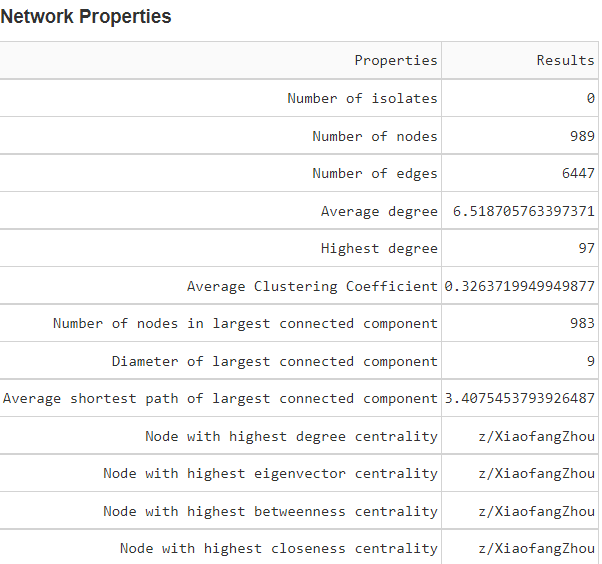 Network Properties
Properties Results
Number of isolates 0
Number of nodes 989
Number of edges 6447
Average degree 6.518705763397371
Highest degree 97
Average Clustering Coefficient 0.3263719949949877
Number of nodes in largest connected component 983
Diameter of largest connected component 9
Average shortest path of largest connected component 3.4075453793926487
Node with highest degree centrality z/XiaofangZhou
Node with highest eigenvector centrality z/XiaofangZhou
Node with highest betweenness centrality z/XiaofangZhou
Node with highest closeness centrality z/XiaofangZhou